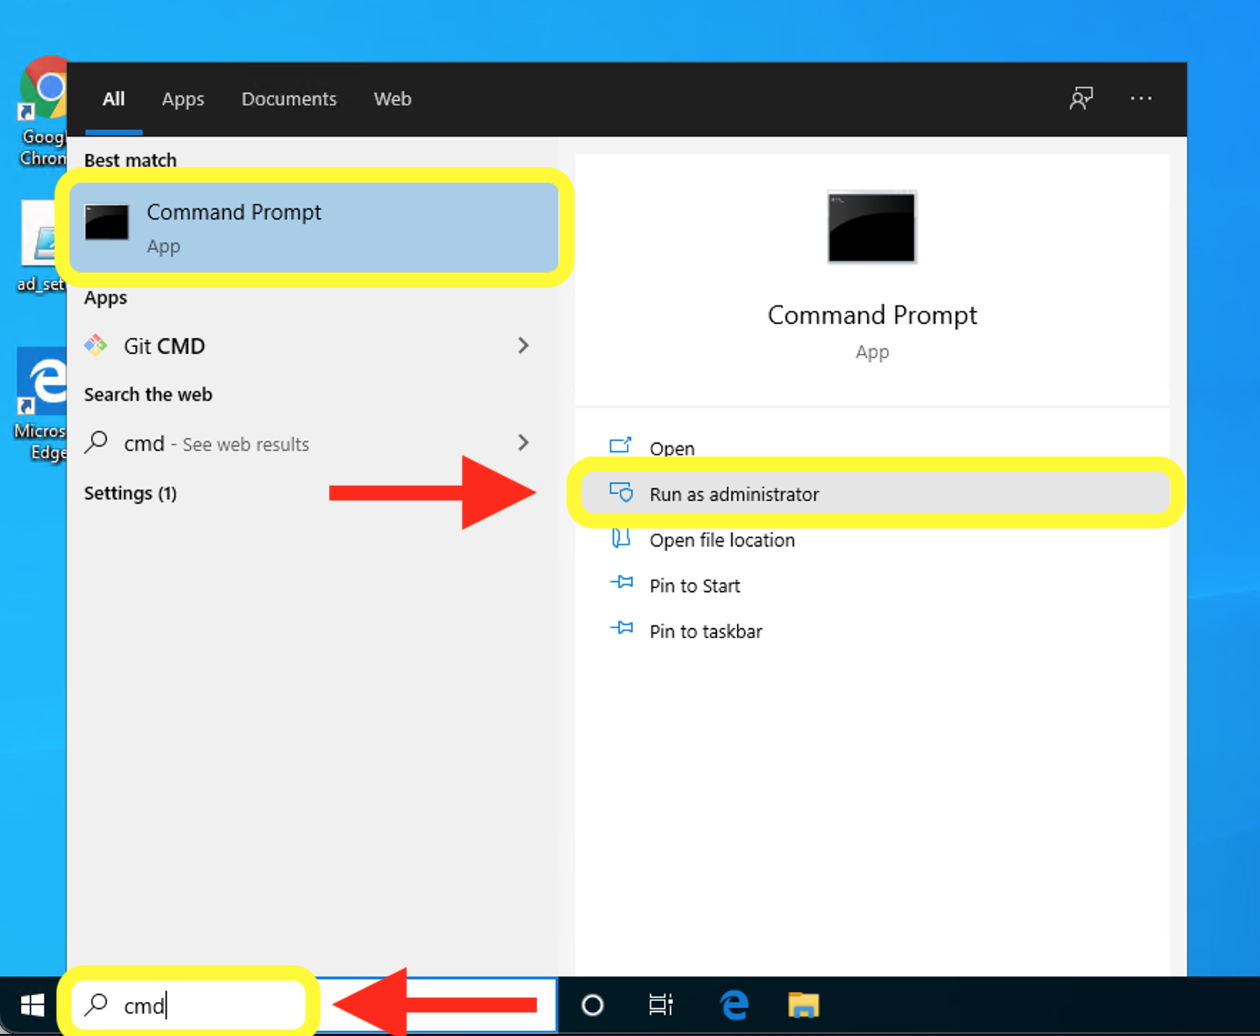 All Apps Documents Web
Googl
Chron
Best match
Command Prompt
App
ad_set
Apps
Git CMD
Search the web
cmd - See web results
Settings (1)
Micros
Edge
Command Prompt
App
Open
Run as administrator
Open file location
Pin to Start
Pin to taskbar
cmd